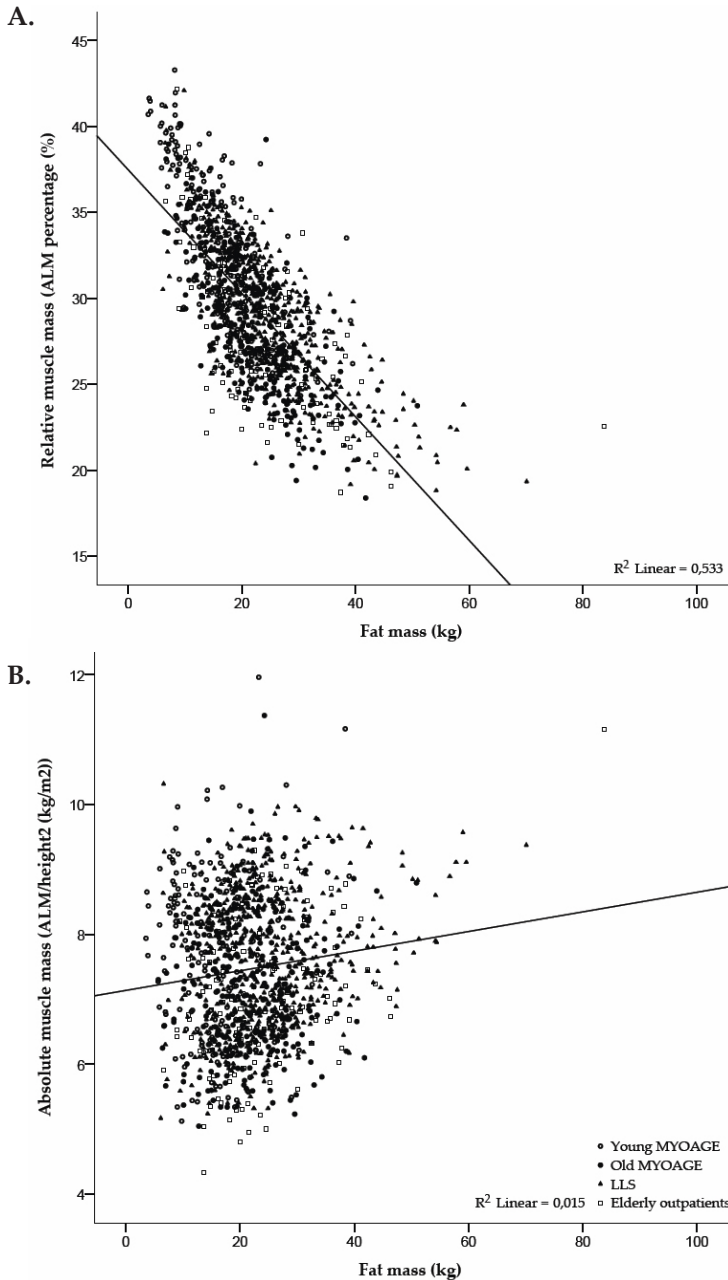 A.
Relative muscle mass (ALM percentage (%)
45
40
35
30
25
20
15
R2 Linear = 0,533
0 20 40 60 80 100
Fat mass (kg)
B.
Absolute muscle mass (ALM/height2 (kg/m2))
12
10
8
6
4
Young MYOAGE
Old MYOAGE
LLS
R2 Linear = 0,015 Elderly outpatients
0 20 40 60 80 100
Fat mass (kg)